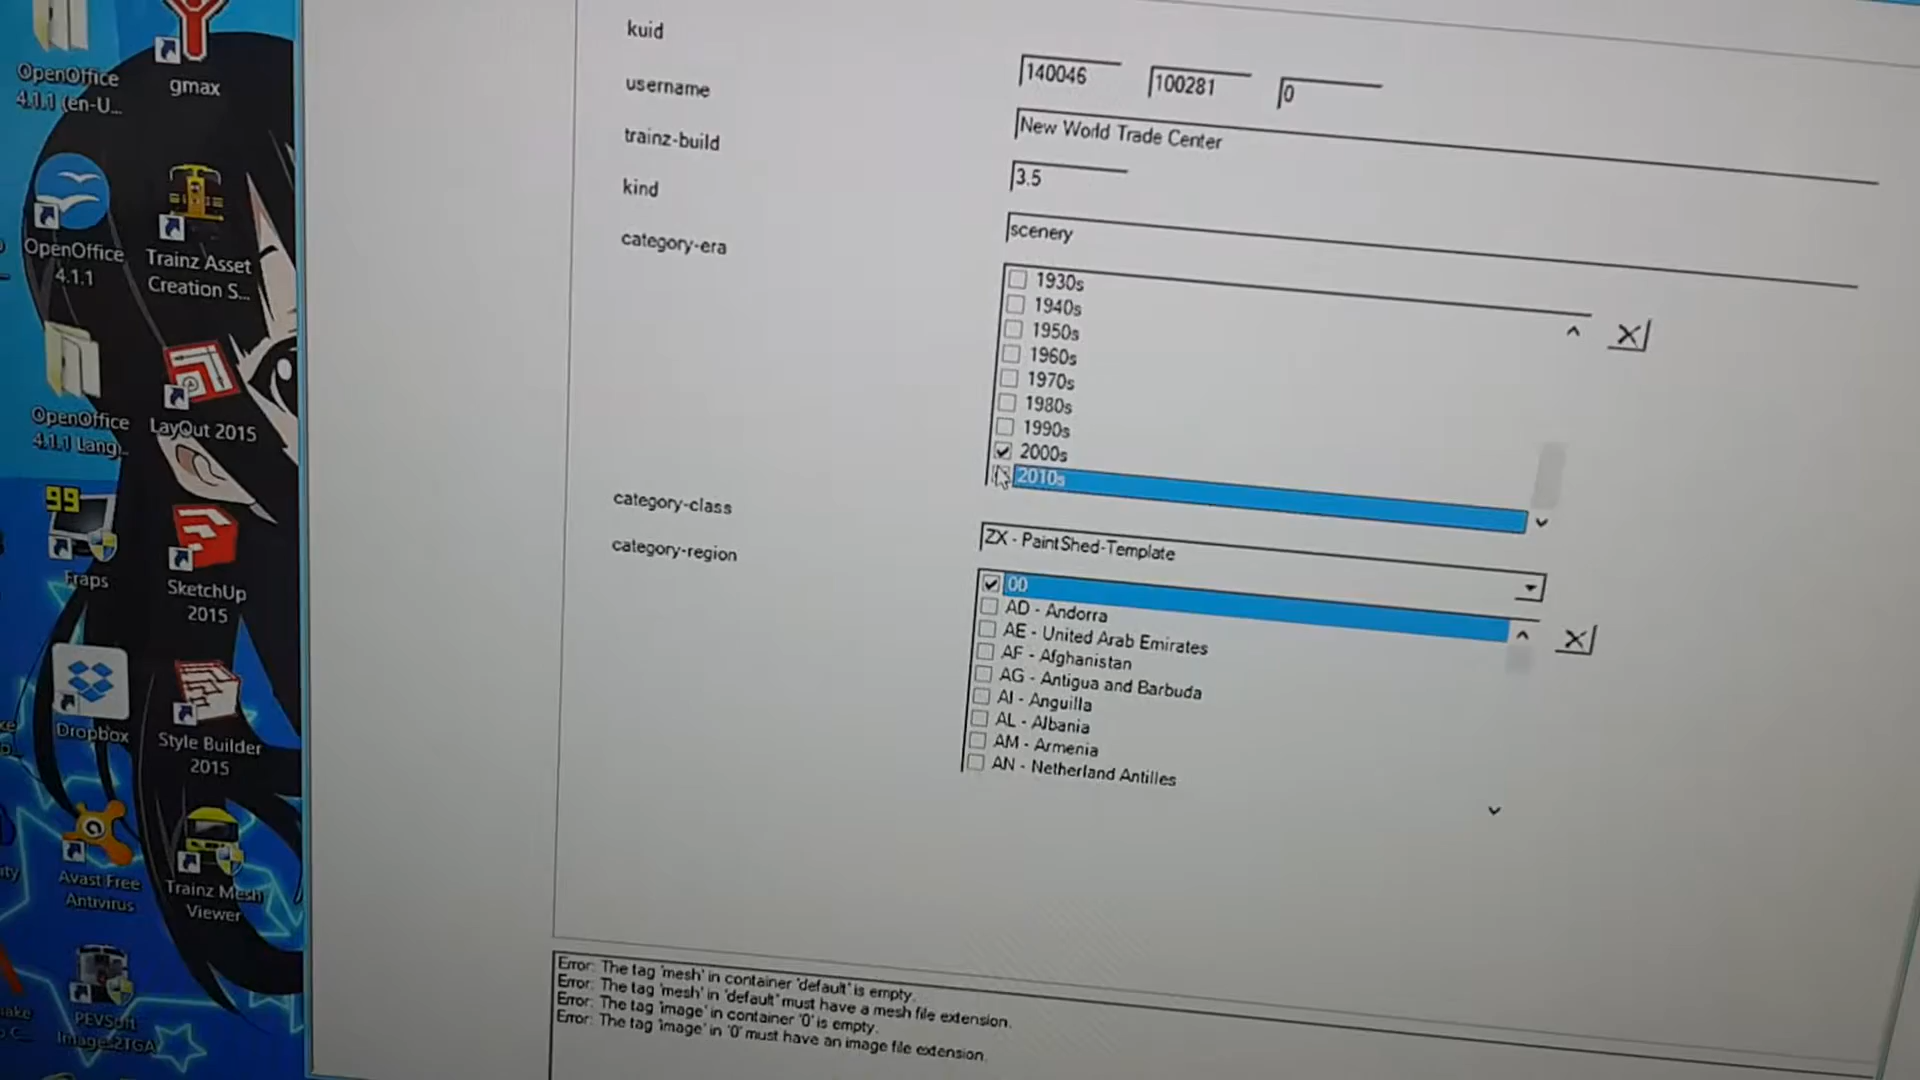 OpenOffice
4.1.1 (en-U...
gmax
OpenOffice
4.1.1
Trainz Asset
Creation S...
OpenOffice
4.1.1 Lang...
LayOut 2015
99
Fraps
SketchUp
2015
Dropbox
Style Builder
2015
Avast Free
Antivirus
Trainz Mesh
Viewer
PEVSoft
Image 2TGA
kuid
140046
100281
0
username
New World Trade Center
trainz-build
3.5
kind
scenery
category-era
1930s
1940s
1950s
1960s
1970s
1980s
1990s
2000s
2010s
category-class
ZX - PaintShed-Template
category-region
00
AD - Andorra
AE - United Arab Emirates
AF - Afghanistan
AG - Antigua and Barbuda
AI - Anguilla
AL - Albania
AM - Armenia
AN - Netherland Antilles
Error: The tag 'mesh' in container 'default' is empty.
Error: The tag 'mesh' in 'default' must have a mesh file extension.
Error: The tag 'image' in container '0' is empty.
Error: The tag 'image' in '0' must have an image file extension.